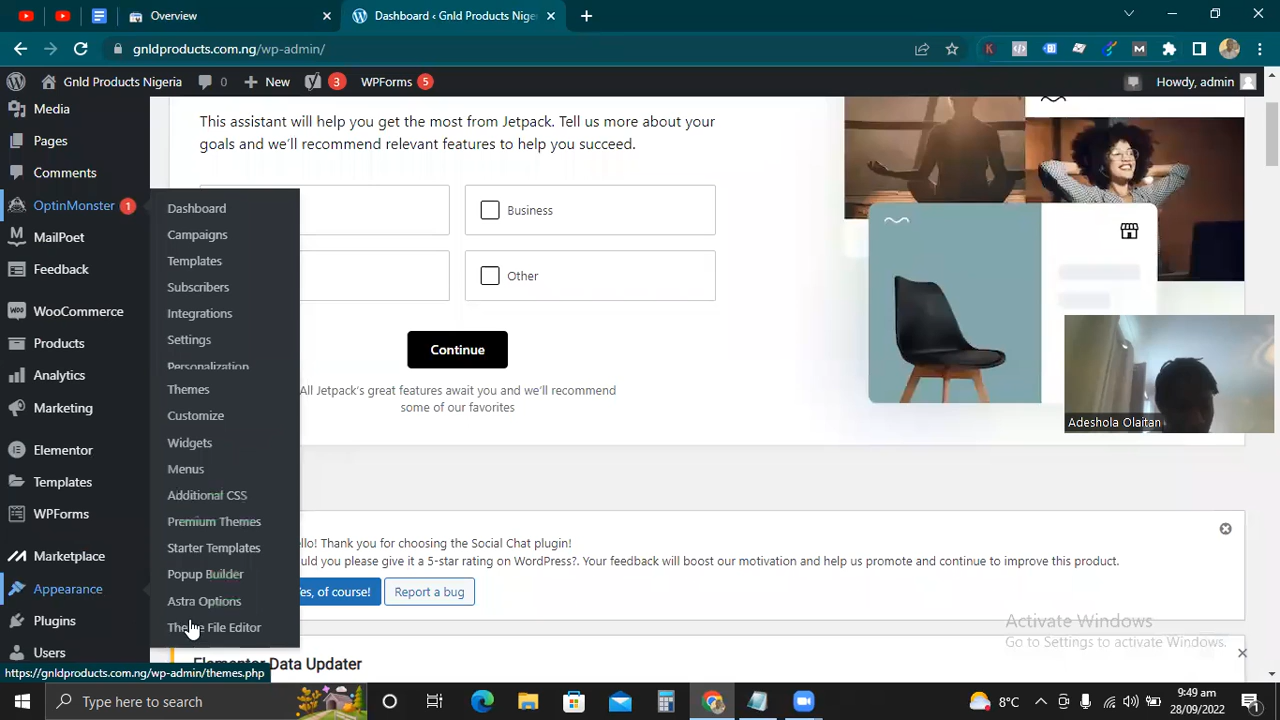 Overview
Dashboard ‹ Gnld Products Nige
gnldproducts.com.ng/wp-admin/
Gnld Products Nigeria
0
New
3
WPForms
5
Howdy, admin
Media
Pages
Comments
OptinMonster
1
MailPoet
Feedback
WooCommerce
Products
Analytics
Marketing
Elementor
Templates
WPForms
Marketplace
Appearance
Plugins
Users
Dashboard
Campaigns
Templates
Subscribers
Integrations
Settings
Personalization
Themes
Customize
Widgets
Menus
Additional CSS
Premium Themes
Starter Templates
Popup Builder
Astra Options
Theme File Editor
This assistant will help you get the most from Jetpack. Tell us more about your
goals and we'll recommend relevant features to help you succeed.
Business
Other
Continue
All Jetpack's great features await you and we'll recommend
some of our favorites
Adeshola Olaitan
ello! Thank you for choosing the Social Chat plugin!
ould you please give it a 5-star rating on WordPress?. Your feedback will boost our motivation and help us promote and continue to improve this product.
Yes, of course!
Report a bug
Elementor Data Updater
Activate Windows
Go to Settings to activate Windows.
https://gnldproducts.com.ng/wp-admin/themes.php
Type here to search
8°C
9:49 am
28/09/2022
1